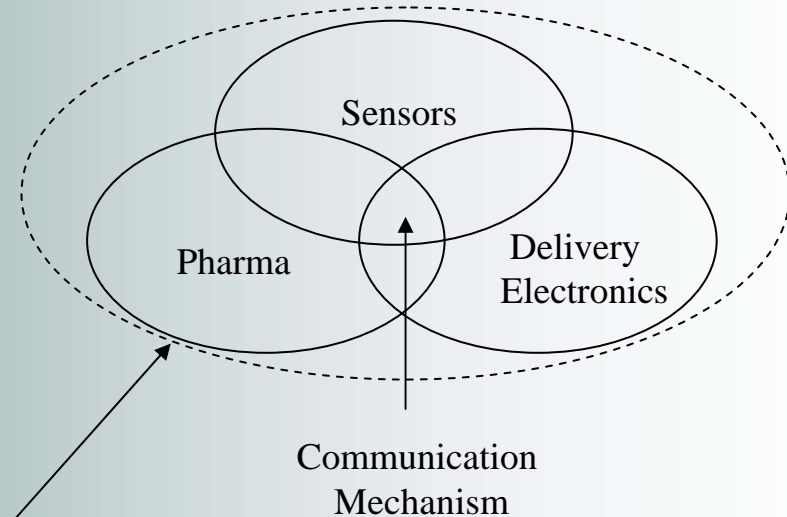 Sensors
Pharma
Delivery
Electronics
Communication
Mechanism